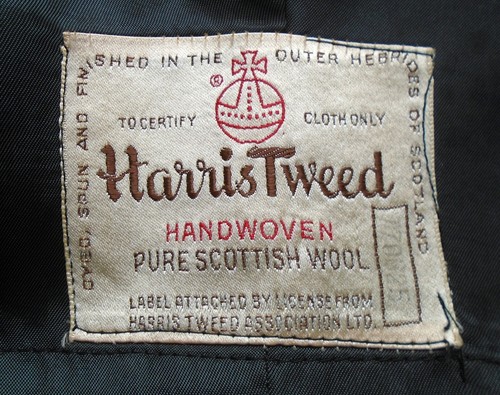 DYED, SPUN AND FINISHED IN THE OUTER HEBRIDES OF SCOTLAND
®
TO CERTIFY CLOTH ONLY
Harris Tweed
HANDWOVEN
PURE SCOTTISH WOOL
LABEL ATTACHED BY LICENSE FROM
HARRIS TWEED ASSOCIATION LTD.